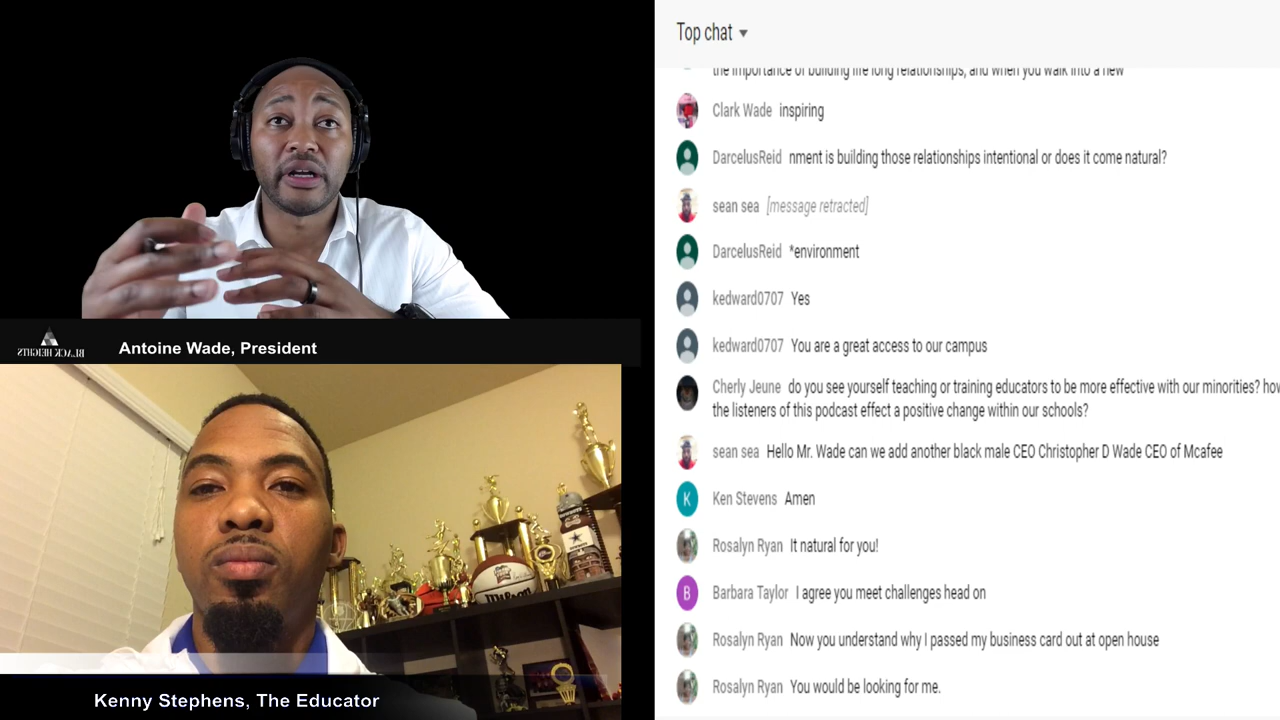 BLACK HEIGHTS
Antoine Wade, President
COWBOYS
Wilson
Kenny Stephens, The Educator
Top chat
the importance of building life long relationships, and when you walk into a new
Clark Wade inspiring
DarcelusReid nment is building those relationships intentional or does it come natural?
sean sea [message retracted]
DarcelusReid *environment
kedward0707 Yes
kedward0707 You are a great access to our campus
Cherly Jeune do you see yourself teaching or training educators to be more effective with our minorities? how
the listeners of this podcast effect a positive change within our schools?
sean sea Hello Mr. Wade can we add another black male CEO Christopher D Wade CEO of Mcafee
K
Ken Stevens Amen
Rosalyn Ryan It natural for you!
B
Barbara Taylor I agree you meet challenges head on
Rosalyn Ryan Now you understand why I passed my business card out at open house
Rosalyn Ryan You would be looking for me.